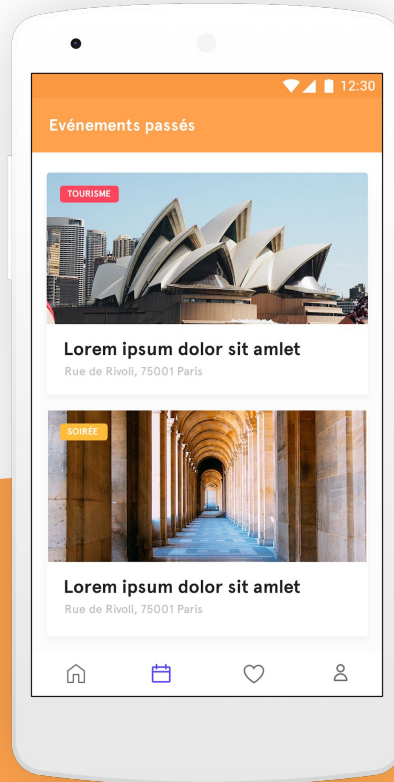 12:30
Evénements passés
TOURISME
Lorem ipsum dolor sit amlet
Rue de Rivoli, 75001 Paris
SOIRÉE
Lorem ipsum dolor sit amlet
Rue de Rivoli, 75001 Paris